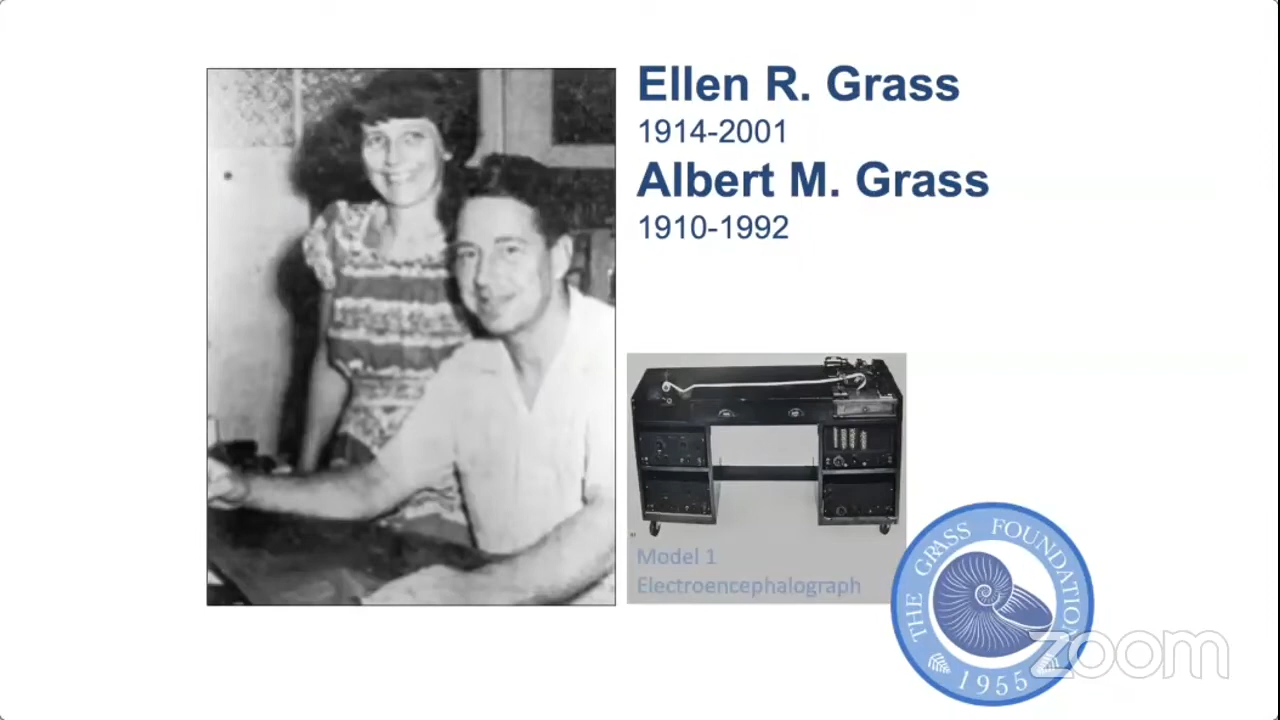 Ellen R. Grass
1914-2001
Albert M. Grass
1910-1992
Model 1
Electroencephalograph
THE GRASS FOUNDATION
1955
zoom